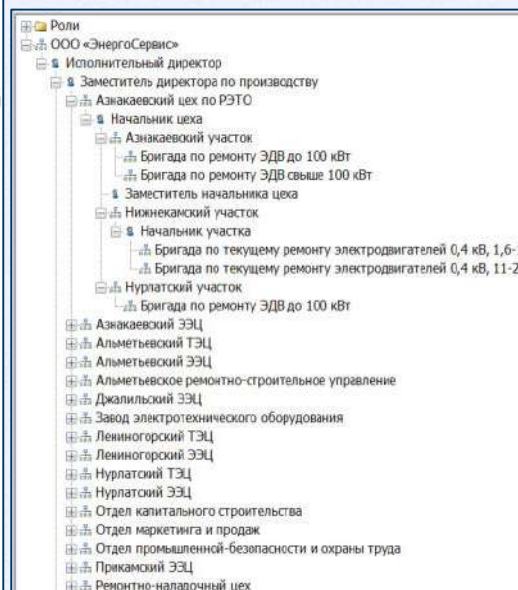 Роли
ООО «ЭнергоСервис»
Исполнительный директор
Заместитель директора по производству
Азнакаевский цех по РЭТО
Начальник цеха
Азнакаевский участок
Бригада по ремонту ЭДВ до 100 кВт
Бригада по ремонту ЭДВ свыше 100 кВт
Заместитель начальника цеха
Нижнекамский участок
Начальник участка
Бригада по текущему ремонту электродвигателей 0,4 кВ, 1,6-
Бригада по текущему ремонту электродвигателей 0,4 кВ, 11-2
Нурлатский участок
Бригада по ремонту ЭДВ до 100 кВт
Азнакаевский ЭЭЦ
Альметьевский ТЭЦ
Альметьевский ЭЭЦ
Альметьевское ремонтно-строительное управление
Джалильский ЭЭЦ
Завод электротехнического оборудования
Лениногорский ТЭЦ
Лениногорский ЭЭЦ
Нурлатский ТЭЦ
Нурлатский ЭЭЦ
Отдел капитального строительства
Отдел маркетинга и продаж
Отдел промышленной-безопасности и охраны труда
Прикамский ЭЭЦ
Ремонтно-наладочный цех